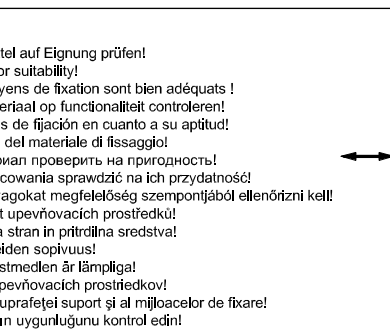 tel auf Eignung prüfen!
or suitability!
yens de fixation sont bien adéquats !
eriaal op functionaliteit controleren!
s de fijación en cuanto a su aptitud!
del materiale di fissaggio!
риал проверить на пригодность!
cowania sprawdzić na ich przydatność!
yagokat megfelelőség szempontjából ellenőrizni kell!
t upevňovacích prostředků!
a stran in pritrdilna sredstva!
eiden sopivuus!
stmedlen är lämpliga!
pevňovacích prostriedkov!
uprafeţei suport şi al mijloacelor de fixare!
n uygunluğunu kontrol edin!